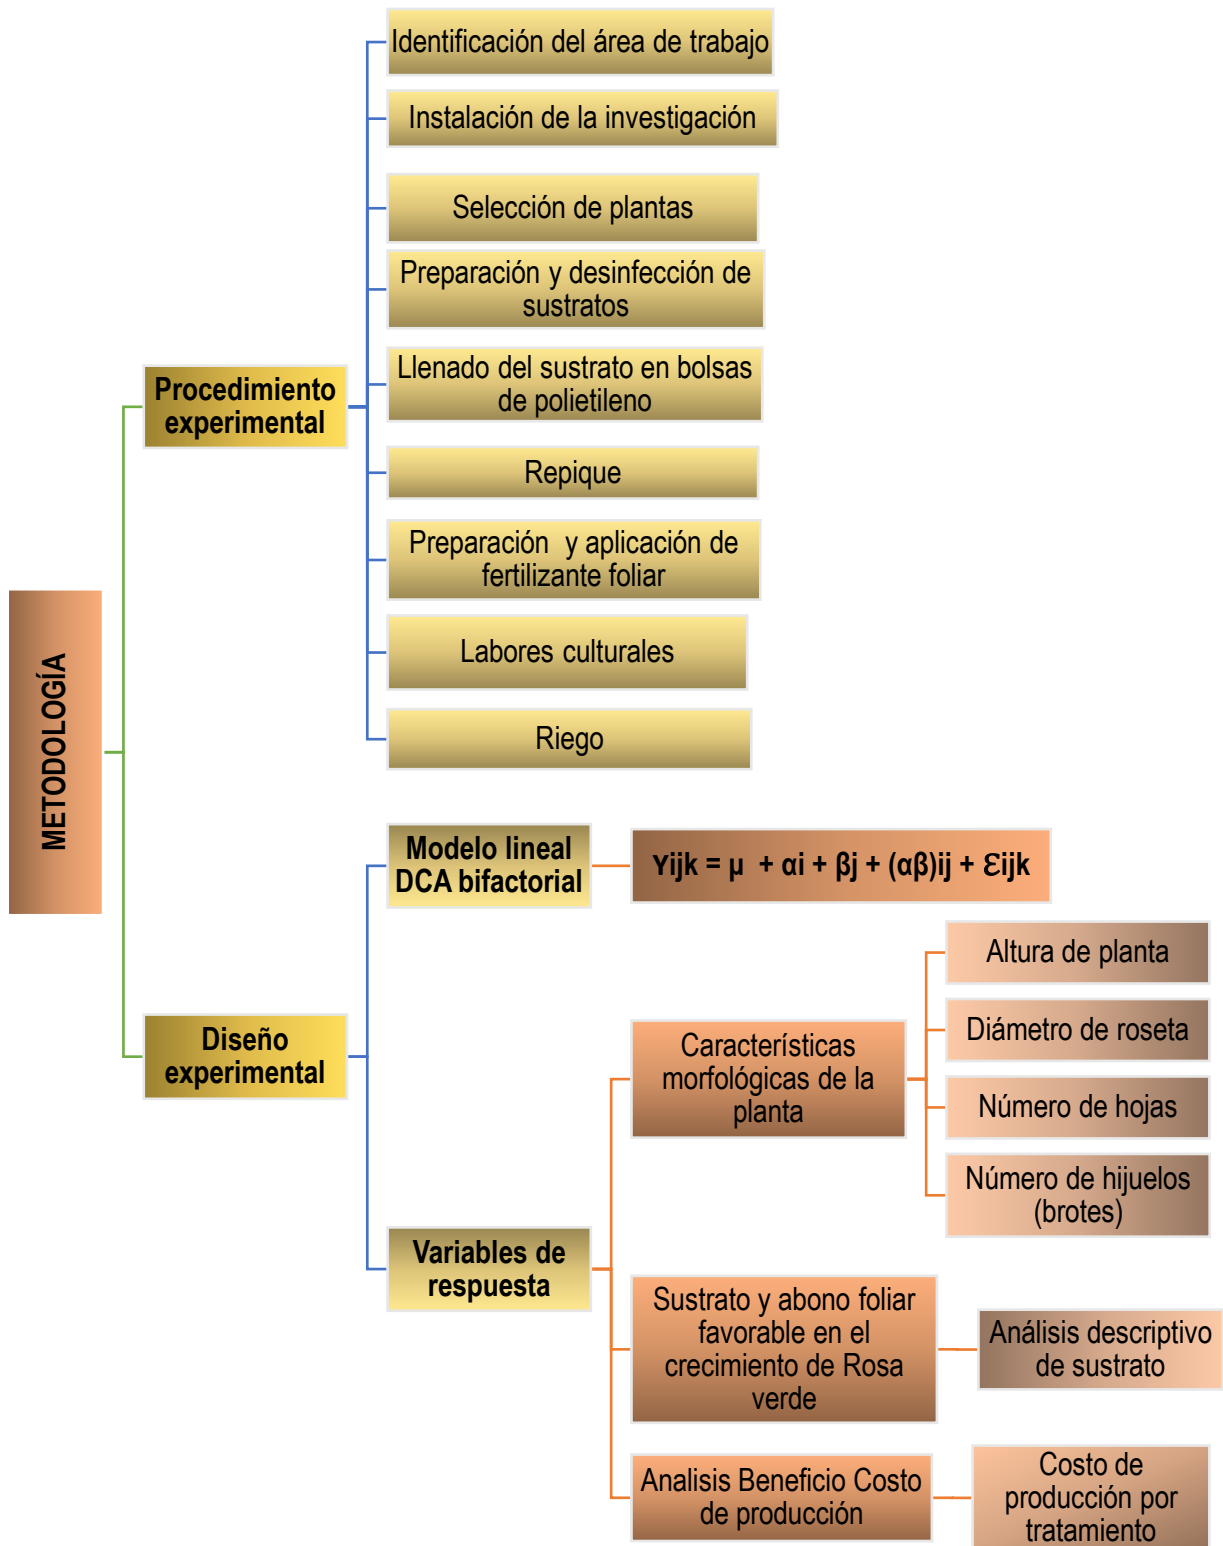 METODOLOGÍA
Procedimiento
experimental
Identificación del área de trabajo
Instalación de la investigación
Selección de plantas
Preparación y desinfección de
sustratos
Llenado del sustrato en bolsas
de polietileno
Repique
Preparación y aplicación de
fertilizante foliar
Labores culturales
Riego
Diseño
experimental
Modelo lineal
DCA bifactorial
Yijk = µ + αi + βj + (αβ)ij + Ɛijk
Variables de
respuesta
Características
morfológicas de la
planta
Altura de planta
Diámetro de roseta
Número de hojas
Número de hijuelos
(brotes)
Sustrato y abono foliar
favorable en el
crecimiento de Rosa
verde
Análisis descriptivo
de sustrato
Analisis Beneficio Costo
de producción
Costo de
producción por
tratamiento